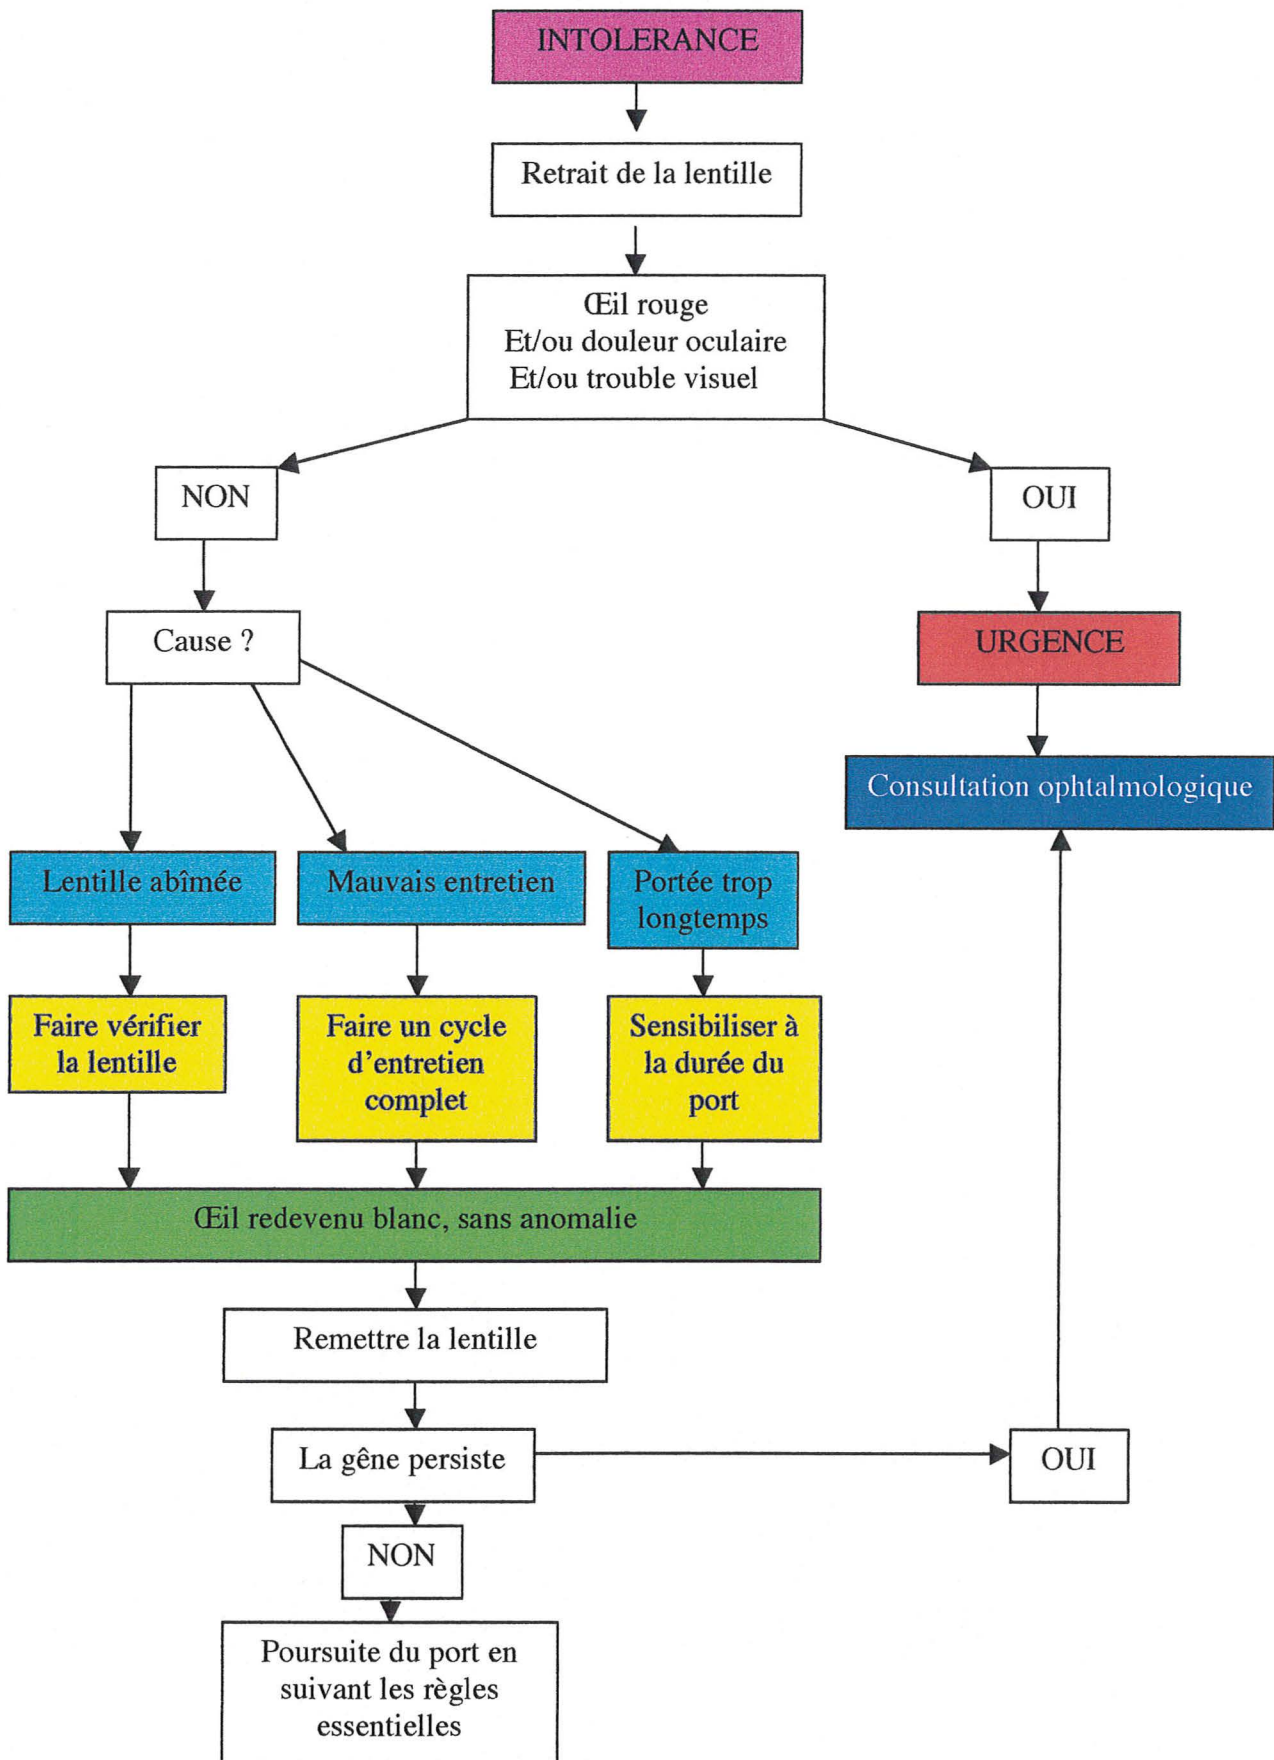 INTOLERANCE
Retrait de la lentille
Œil rouge
Et/ou douleur oculaire
Et/ou trouble visuel
NON
OUI
Cause ?
URGENCE
Consultation ophtalmologique
Lentille abîmée
Mauvais entretien
Portée trop
longtemps
Faire vérifier
la lentille
Faire un cycle
d'entretien
complet
Sensibiliser à
la durée du
port
Œil redevenu blanc, sans anomalie
Remettre la lentille
La gêne persiste
OUI
NON
Poursuite du port en
suivant les règles
essentielles